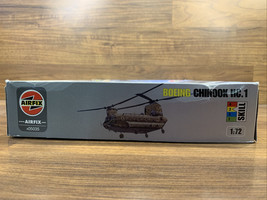 AIRFIX
AIRFIX
BOEING CHINOOK HC.1
SKILL
1:72